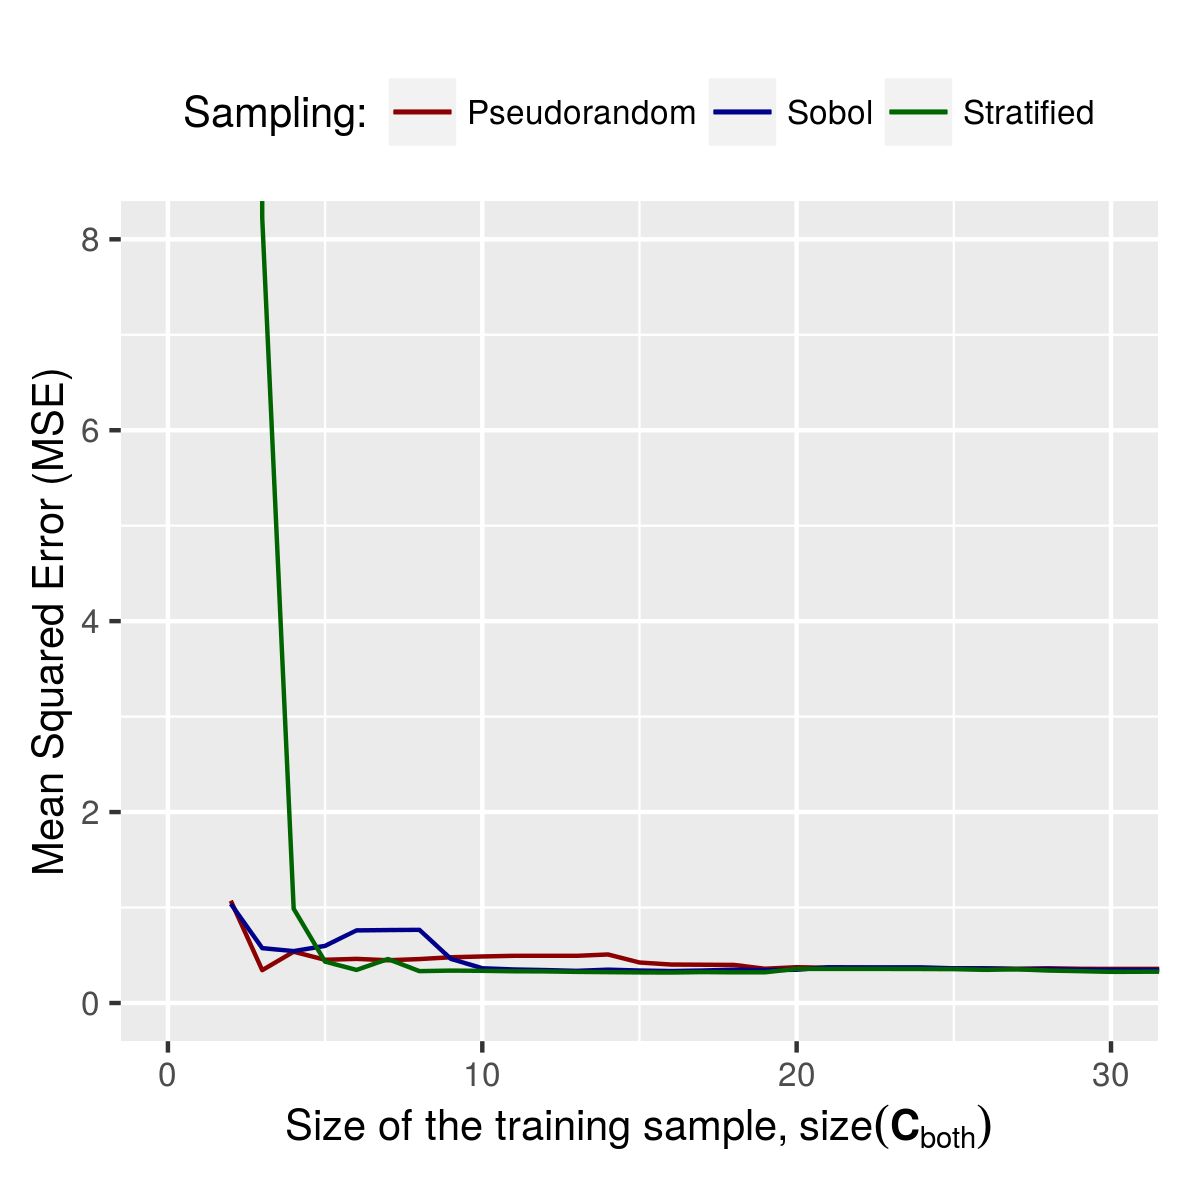 Sampling: Pseudorandom Sobol Stratified
8
6
4
2
0
Mean Squared Error (MSE)
0 10 20 30
Size of the training sample, size(C_both)